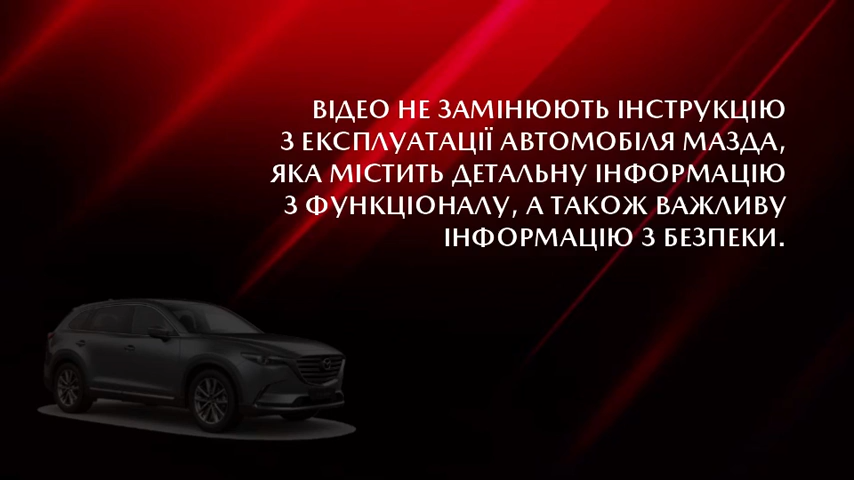 ВІДЕО НЕ ЗАМІНЮЮТЬ ІНСТРУКЦІЮ
З ЕКСПЛУАТАЦІЇ АВТОМОБІЛЯ МАЗДА,
ЯКА МІСТИТЬ ДЕТАЛЬНУ ІНФОРМАЦІЮ
З ФУНКЦІОНАЛУ, А ТАКОЖ ВАЖЛИВУ
ІНФОРМАЦІЮ З БЕЗПЕКИ.